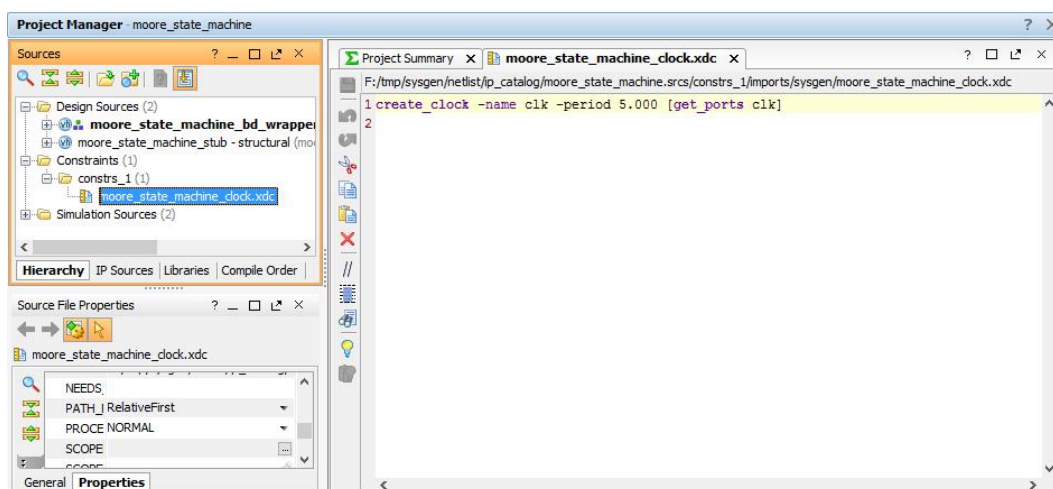 Project Manager - moore_state_machine
?
Sources
?
Design Sources (2)
moore_state_machine_bd_wrapper
moore_state_machine_stub - structural (mo
Constraints (1)
constrs_1 (1)
moore_state_machine_clock.xdc
Simulation Sources (2)
Hierarchy
IP Sources
Libraries
Compile Order
Source File Properties
?
moore_state_machine_clock.xdc
NEEDS_
PATH_I RelativeFirst
PROCE NORMAL
SCOPE
...
General
Properties
Σ Project Summary
moore_state_machine_clock.xdc
?
F:/tmp/sysgen/netlist/ip_catalog/moore_state_machine.srcs/constrs_1/imports/sysgen/moore_state_machine_clock.xdc
1 create_clock -name clk -period 5.000 [get_ports clk]
2
//